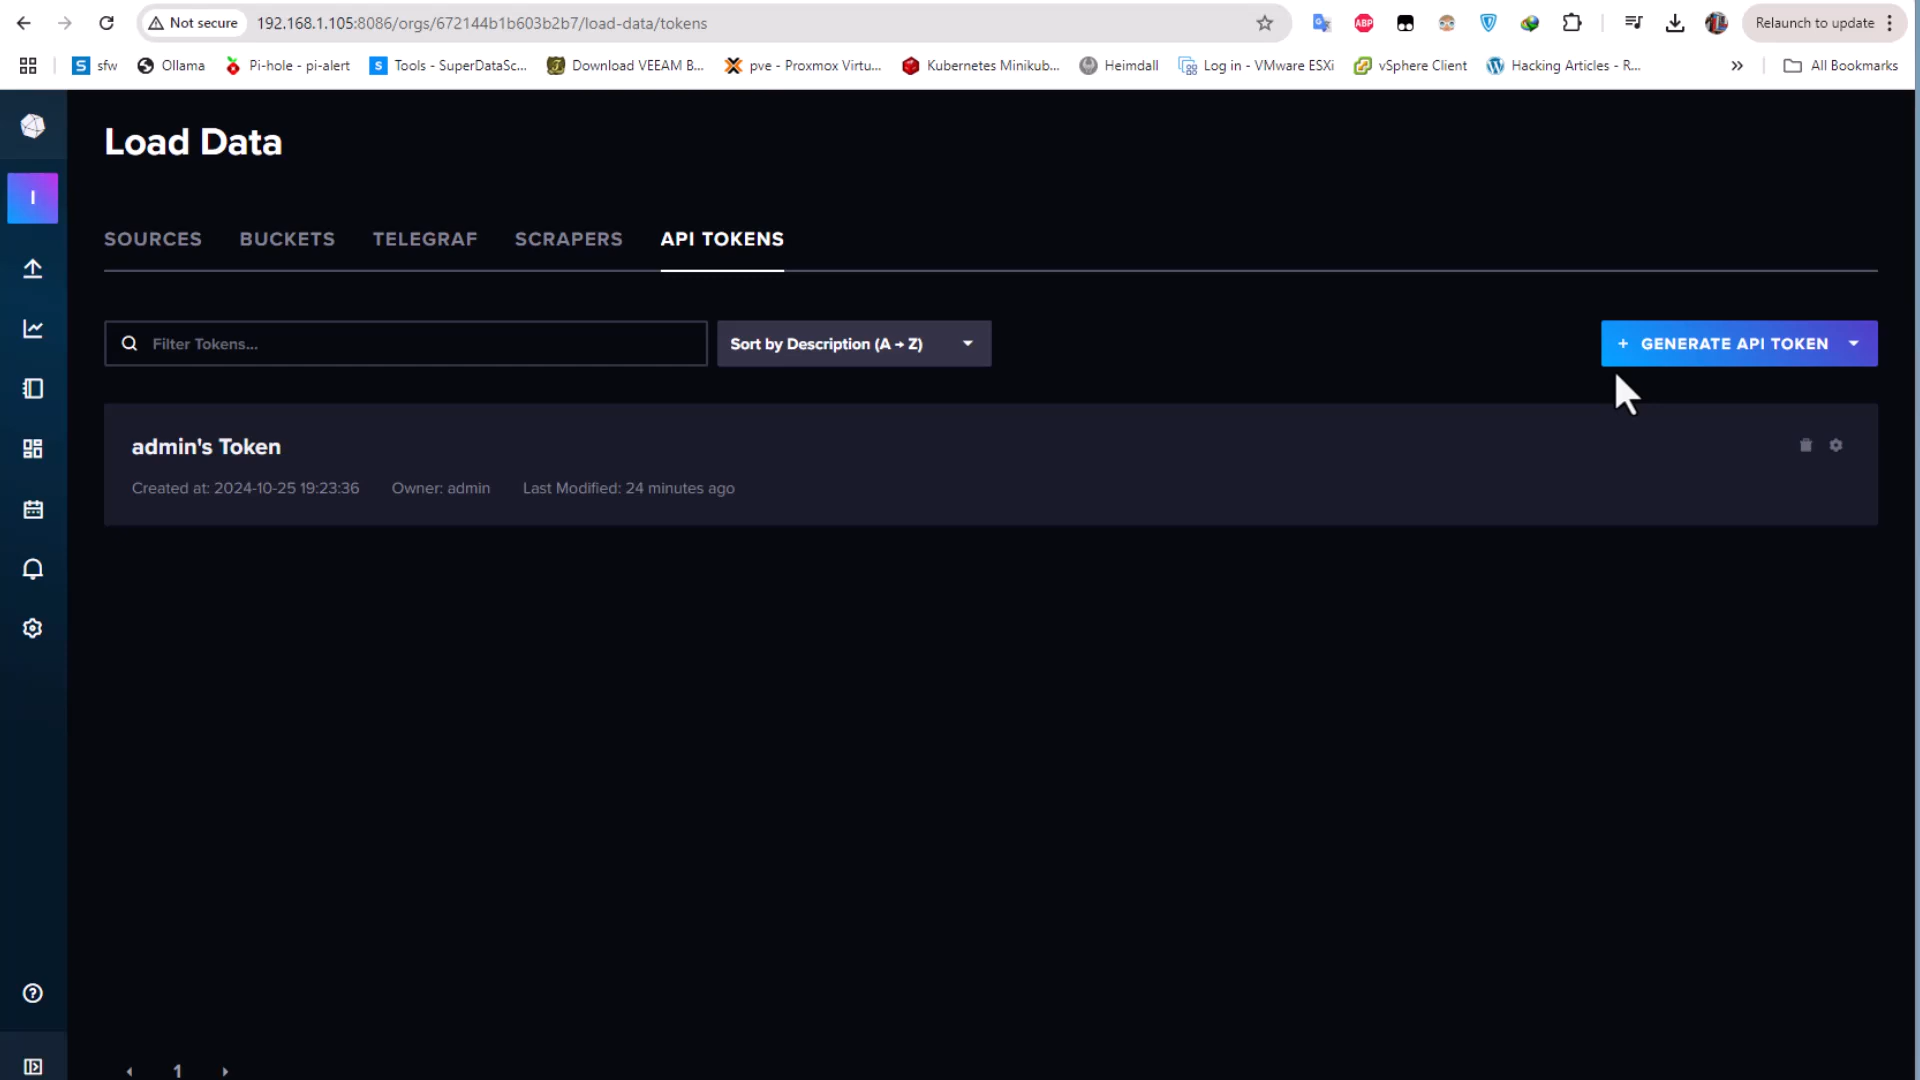 Not secure 192.168.1.105:8086/orgs/672144b1b603b2b7/load-data/tokens ABP Relaunch to update
S sfw Ollama Pi-hole - pi-alert S Tools - SuperDataSc... Download VEEAM B... pve - Proxmox Virtu... Kubernetes Minikub... Heimdall Log in - VMware ESXi vSphere Client Hacking Articles - R... » All Bookmarks
Load Data
I
SOURCES BUCKETS TELEGRAF SCRAPERS API TOKENS
Filter Tokens... Sort by Description (A → Z) + GENERATE API TOKEN
admin's Token
Created at: 2024-10-25 19:23:36 Owner: admin Last Modified: 24 minutes ago
1